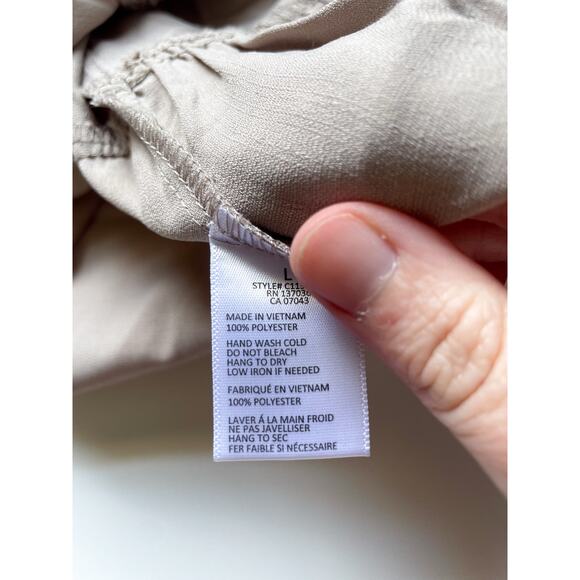 L
STYLE#
RN
CA 07043
MADE IN VIETNAM
100% POLYESTER
HAND WASH COLD
DO NOT BLEACH
HANG TO DRY
LOW IRON IF NEEDED
FABRIQUÉ EN VIETNAM
100% POLYESTER
LAVER Á LA MAIN FROID
NE PAS JAVELLISER
HANG TO SEC
FER FAIBLE SI NÉCESSAIRE